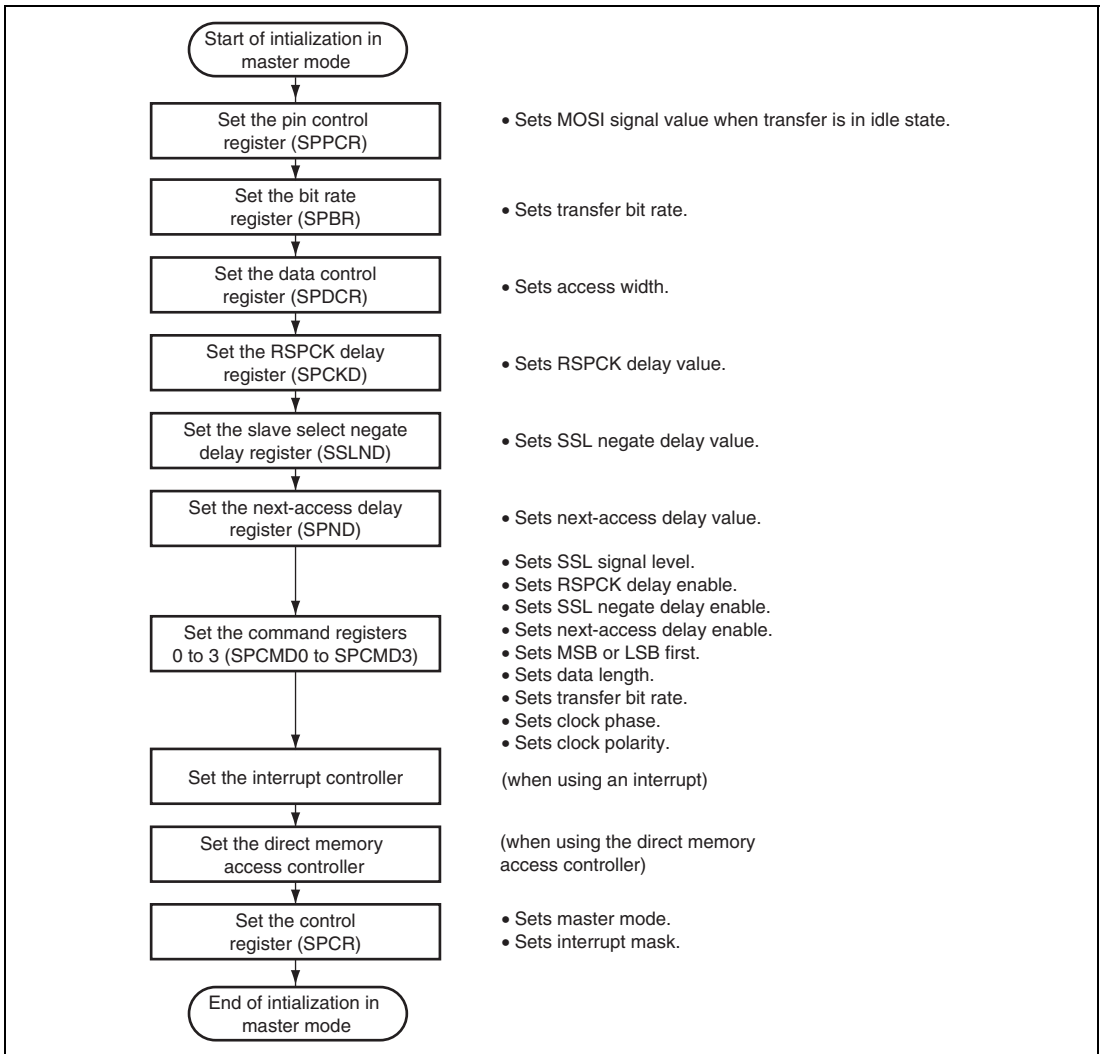 Start of intialization in
master mode
Set the pin control
register (SPPCR)
• Sets MOSI signal value when transfer is in idle state.
Set the bit rate
register (SPBR)
• Sets transfer bit rate.
Set the data control
register (SPDCR)
• Sets access width.
Set the RSPCK delay
register (SPCKD)
• Sets RSPCK delay value.
Set the slave select negate
delay register (SSLND)
• Sets SSL negate delay value.
Set the next-access delay
register (SPND)
• Sets next-access delay value.
Set the command registers
0 to 3 (SPCMD0 to SPCMD3)
• Sets SSL signal level.
• Sets RSPCK delay enable.
• Sets SSL negate delay enable.
• Sets next-access delay enable.
• Sets MSB or LSB first.
• Sets data length.
• Sets transfer bit rate.
• Sets clock phase.
• Sets clock polarity.
Set the interrupt controller
(when using an interrupt)
Set the direct memory
access controller
(when using the direct memory
access controller)
Set the control
register (SPCR)
• Sets master mode.
• Sets interrupt mask.
End of intialization in
master mode